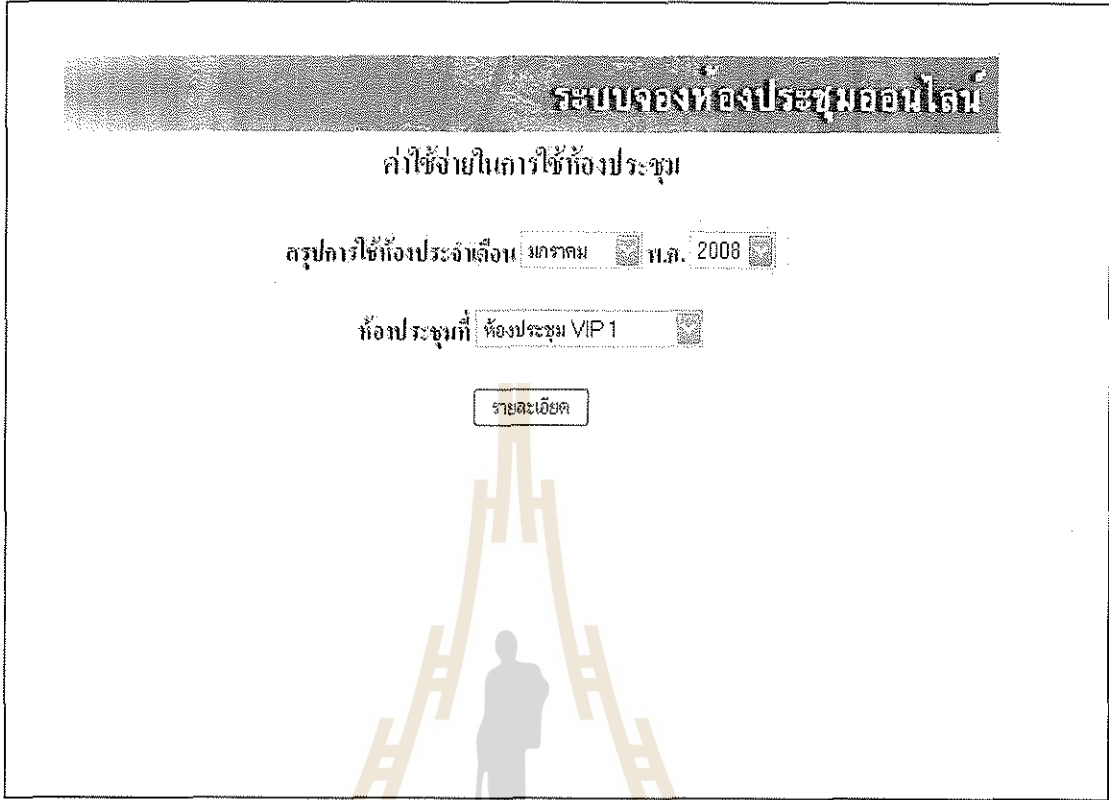 ระบบจองห้องประชุมออนไลน์
ค่าใช้จ่ายในการใช้ห้องประชุม
สรุปการใช้ห้องประจำเดือน มกราคม พ.ศ. 2008
ห้องประชุมที่ ห้องประชุม VIP 1
รายละเอียด